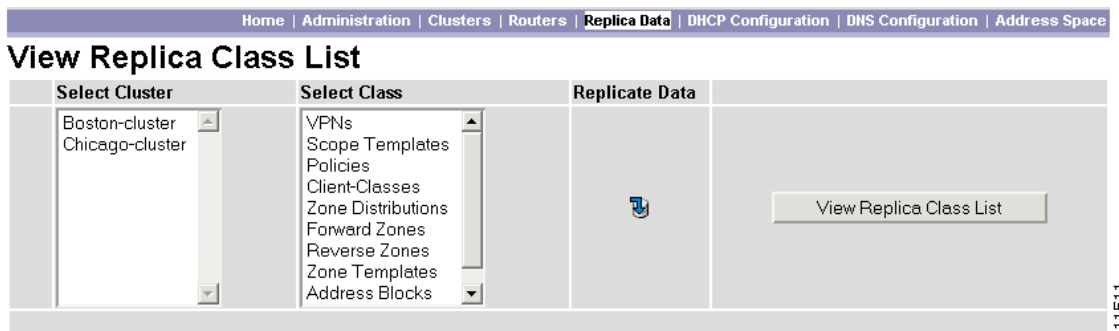 Home | Administration | Clusters | Routers | Replica Data | DHCP Configuration | DNS Configuration | Address Space
View Replica Class List
Select Cluster
Select Class
Replicate Data
Boston-cluster
Chicago-cluster
VPNs
Scope Templates
Policies
Client-Classes
Zone Distributions
Forward Zones
Reverse Zones
Zone Templates
Address Blocks
View Replica Class List